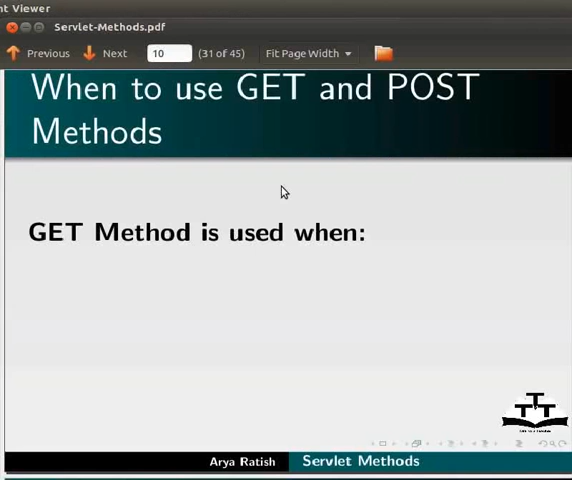 nt Viewer
Servlet-Methods.pdf
Previous Next 10 (31 of 45) Fit Page Width
When to use GET and POST
Methods
GET Method is used when:
TTT
Arya Ratish Servlet Methods